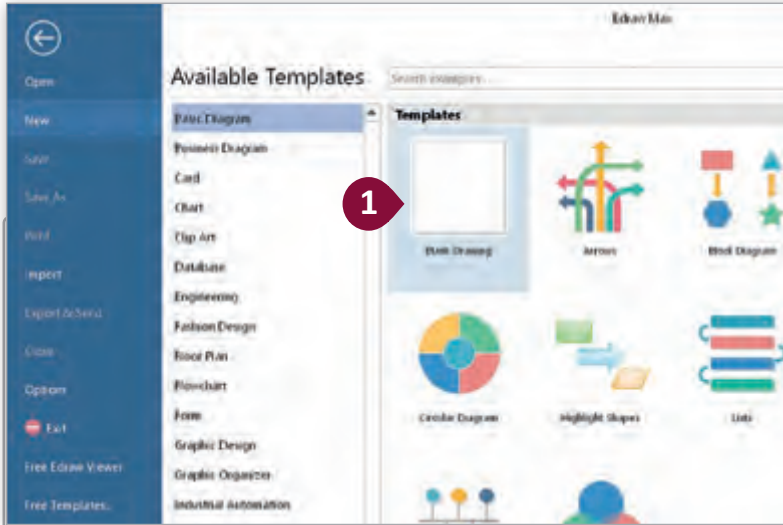 Edraw Max
Open
New
Save
Save As
Print
Import
Export & Send
Close
Options
Exit
Free Edraw Viewer
Free Templates..
Available Templates
Search examples...
Basic Diagram
Business Diagram
Card
Chart
Clip Art
Database
Engineering
Fashion Design
Floor Plan
Flowchart
Form
Graphic Design
Graphic Organizer
Industrial Automation
Templates
1
Blank Drawing
Arrows
Block Diagram
Circular Diagram
Highlight Shapes
Lists